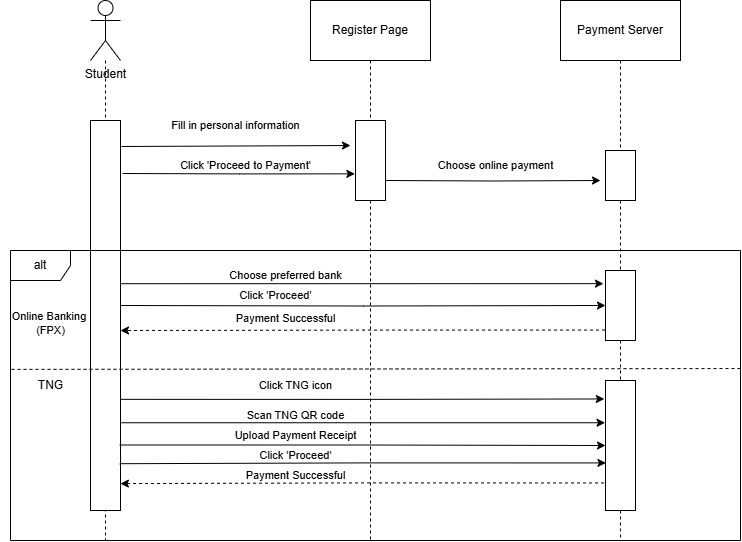 Register Page
Payment Server
Student
Fill in personal information
Click 'Proceed to Payment'
Choose online payment
alt
Choose preferred bank
Click 'Proceed'
Online Banking
(FPX)
Payment Successful
TNG
Click TNG icon
Scan TNG QR code
Upload Payment Receipt
Click 'Proceed'
Payment Successful